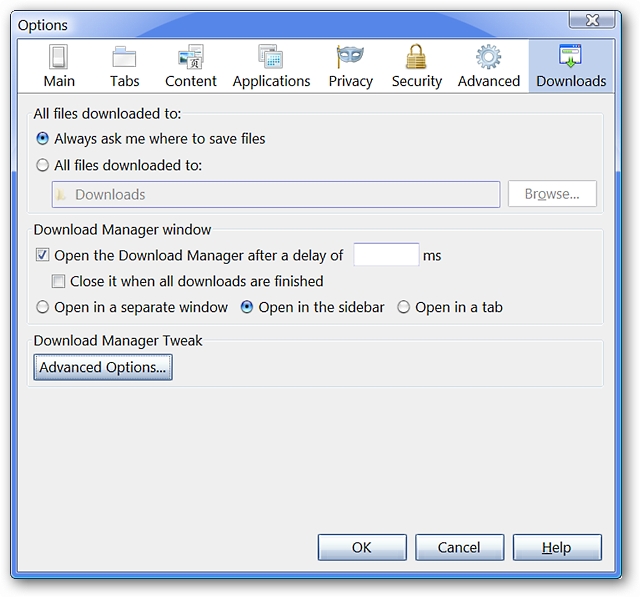 Options
Main Tabs Content Applications Privacy Security Advanced Downloads
All files downloaded to:
Always ask me where to save files
All files downloaded to:
Downloads Browse...
Download Manager window
Open the Download Manager after a delay of ms
Close it when all downloads are finished
Open in a separate window Open in the sidebar Open in a tab
Download Manager Tweak
Advanced Options...
OK Cancel Help